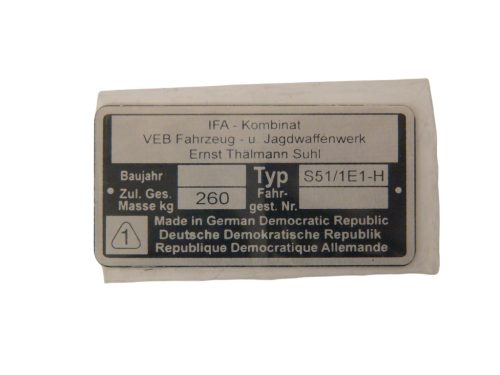 IFA - Kombinat
VEB Fahrzeug - u. Jagdwaffenwerk
Ernst Thälmann Suhl
Baujahr Typ S51/1E1-H
Zul. Ges. Masse kg 260 Fahr- gest. Nr.
1
Made in German Democratic Republic
Deutsche Demokratische Republik
Republique Democratique Allemande